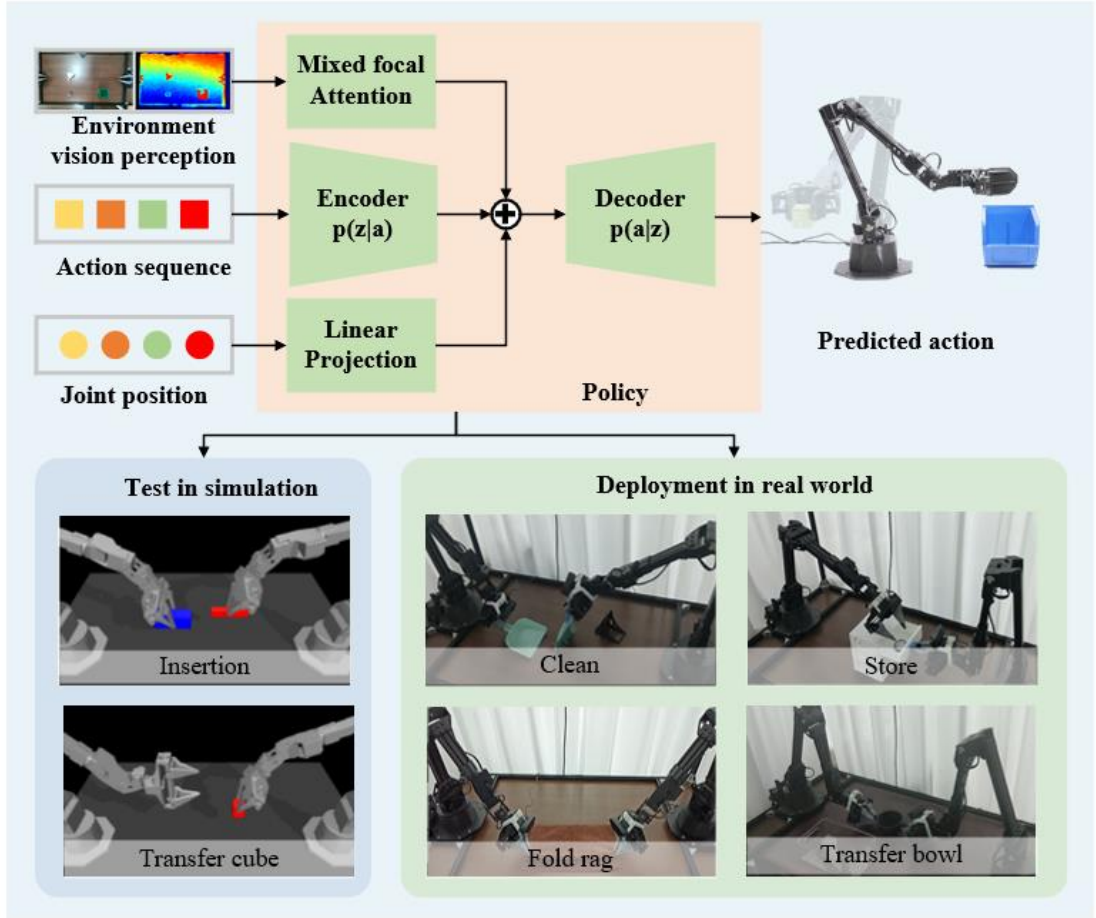 Mixed focal
Attention
Environment
vision perception
Encoder
p(z|a)
Decoder
p(a|z)
Action sequence
Linear
Projection
Joint position
Predicted action
Policy
Test in simulation
Deployment in real world
Insertion
Clean
Store
Transfer cube
Fold rag
Transfer bowl